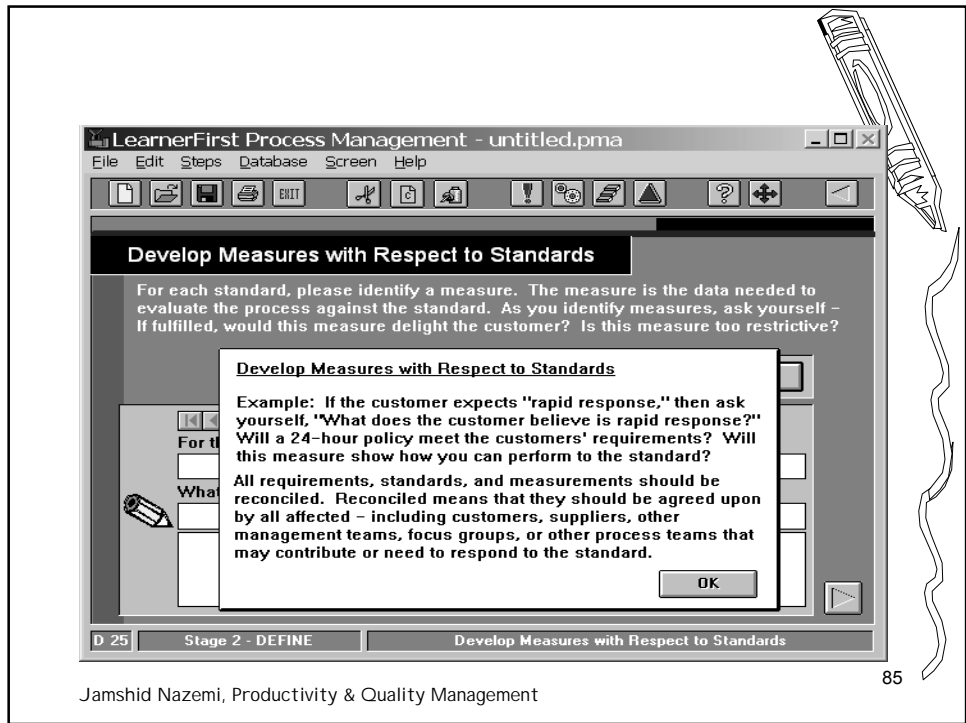 LearnerFirst Process Management - untitled.pma
File Edit Steps Database Screen Help
EXIT
C
?
Develop Measures with Respect to Standards
For each standard, please identify a measure. The measure is the data needed to
evaluate the process against the standard. As you identify measures, ask yourself –
If fulfilled, would this measure delight the customer? Is this measure too restrictive?
Develop Measures with Respect to Standards
Example: If the customer expects "rapid response," then ask
yourself, "What does the customer believe is rapid response?"
Will a 24-hour policy meet the customers' requirements? Will
this measure show how you can perform to the standard?
All requirements, standards, and measurements should be
reconciled. Reconciled means that they should be agreed upon
by all affected – including customers, suppliers, other
management teams, focus groups, or other process teams that
may contribute or need to respond to the standard.
OK
For
What
D 25 Stage 2 - DEFINE Develop Measures with Respect to Standards
85
Jamshid Nazemi, Productivity & Quality Management